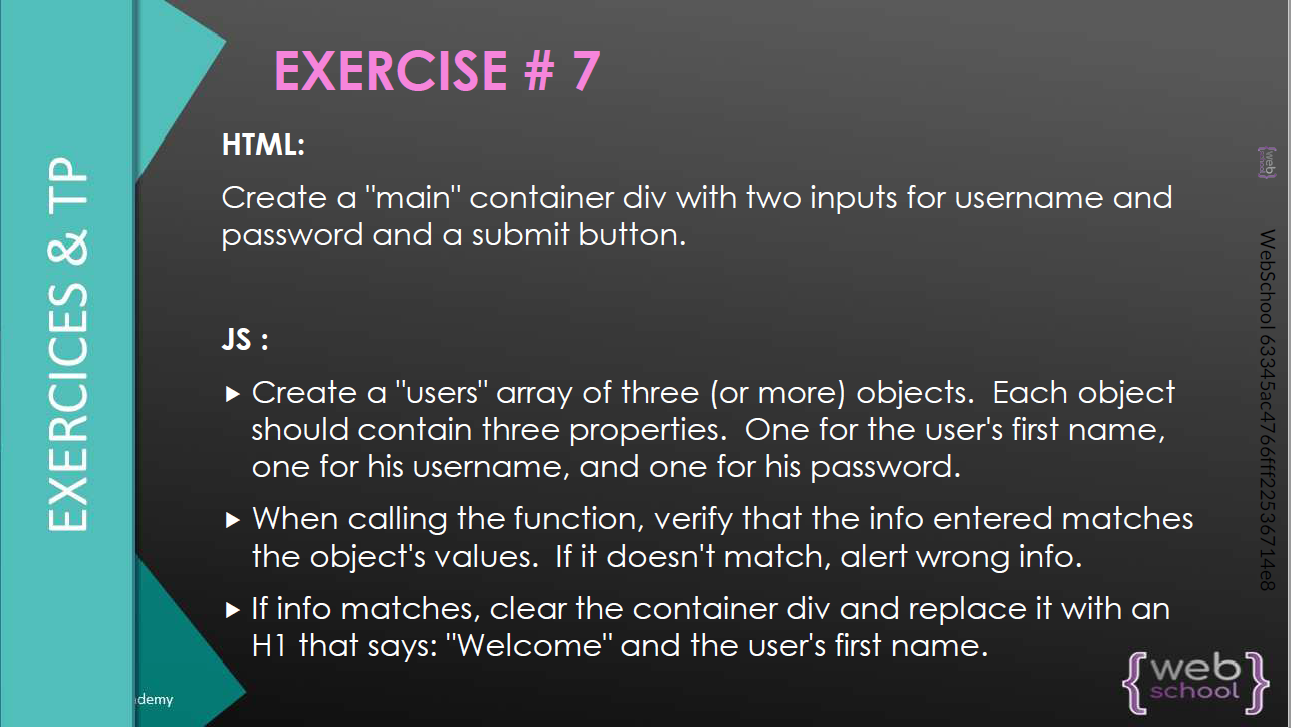 EXERCISE # 7
HTML:
Create a "main" container div with two inputs for username and
password and a submit button.
JS :
Create a "users" array of three (or more) objects.  Each object
should contain three properties.  One for the user's first name,
one for his username, and one for his password.
When calling the function, verify that the info entered matches
the object's values.  If it doesn't match, alert wrong info.
If info matches, clear the container div and replace it with an
H1 that says: "Welcome" and the user's first name.
EXERCICES & TP
demy
{web
school}
WebSchool 63345ac4766fff22536714e8
{web
school}